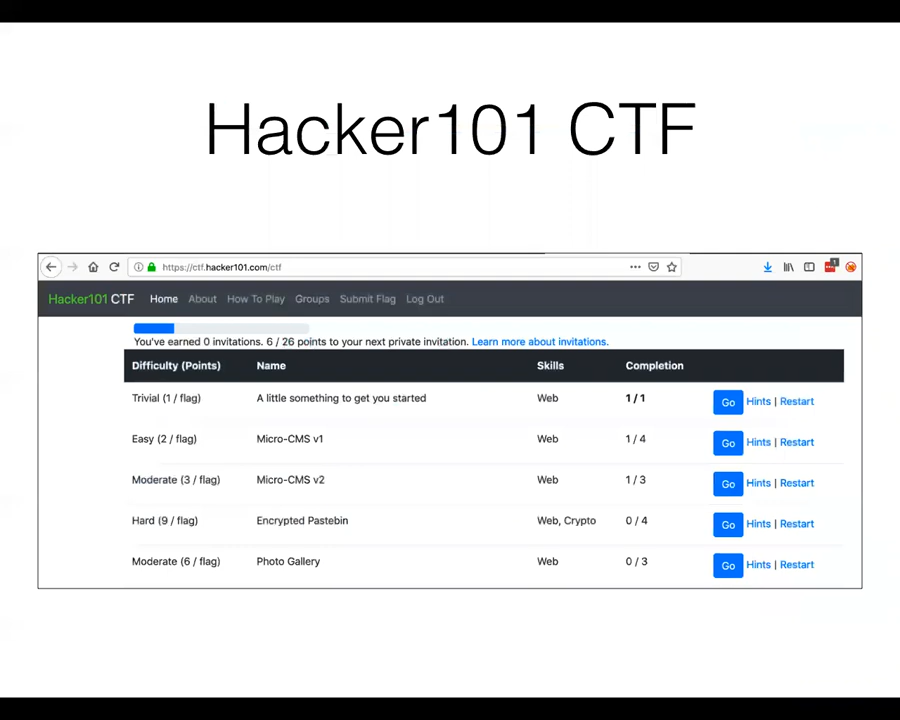 Hacker101 CTF
https://ctf.hacker101.com/ctf
1
Hacker101 CTF Home About How To Play Groups Submit Flag Log Out
You've earned 0 invitations. 6 / 26 points to your next private invitation. Learn more about invitations.
Difficulty (Points) Name Skills Completion
Trivial (1 / flag) A little something to get you started Web 1 / 1 Go Hints | Restart
Easy (2 / flag) Micro-CMS v1 Web 1 / 4 Go Hints | Restart
Moderate (3 / flag) Micro-CMS v2 Web 1 / 3 Go Hints | Restart
Hard (9 / flag) Encrypted Pastebin Web, Crypto 0 / 4 Go Hints | Restart
Moderate (6 / flag) Photo Gallery Web 0 / 3 Go Hints | Restart